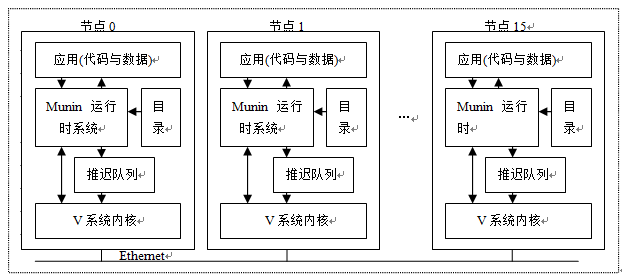 节点 0
节点 1
节点 15
应用(代码与数据)
应用(代码与数据)
应用(代码与数据)
Munin 运行
时系统
目
录
Munin 运行
时系统
目
录
...
Munin 运行
时
目
录
推迟队列
推迟队列
推迟队列
V 系统内核
V 系统内核
V 系统内核
Ethernet